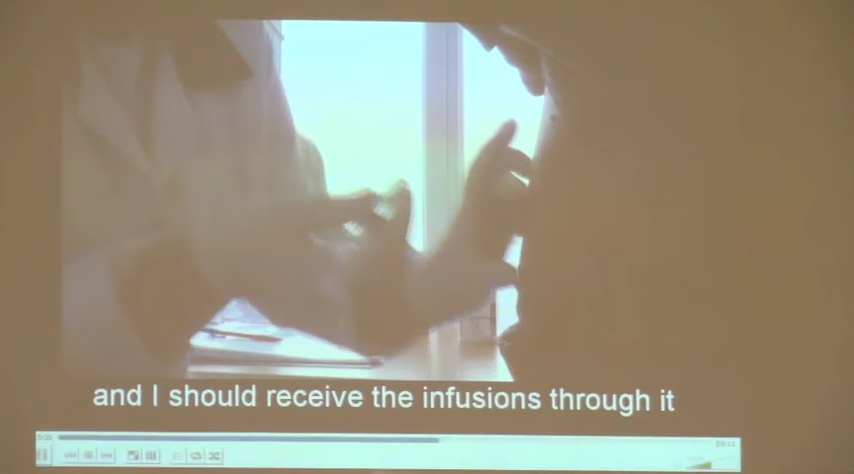 and I should receive the infusions through it